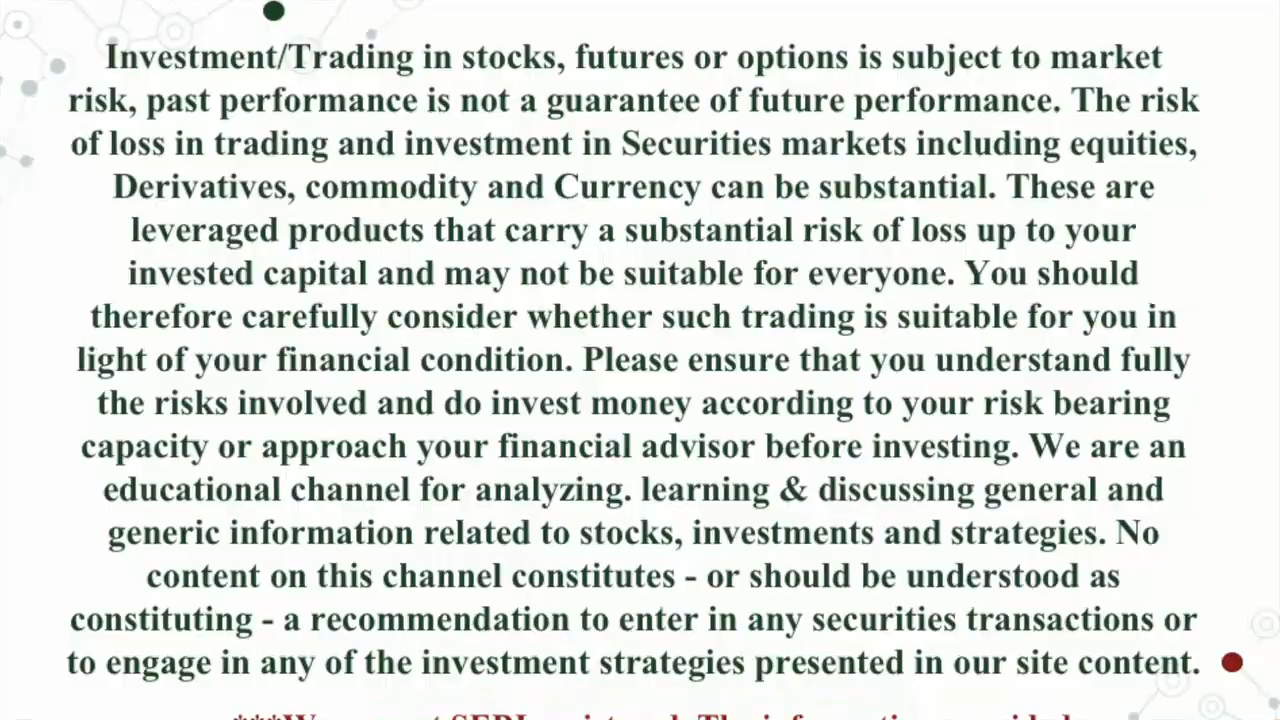 Investment/Trading in stocks, futures or options is subject to market
risk, past performance is not a guarantee of future performance. The risk
of loss in trading and investment in Securities markets including equities,
Derivatives, commodity and Currency can be substantial. These are
leveraged products that carry a substantial risk of loss up to your
invested capital and may not be suitable for everyone. You should
therefore carefully consider whether such trading is suitable for you in
light of your financial condition. Please ensure that you understand fully
the risks involved and do invest money according to your risk bearing
capacity or approach your financial advisor before investing. We are an
educational channel for analyzing. learning & discussing general and
generic information related to stocks, investments and strategies. No
content on this channel constitutes - or should be understood as
constituting - a recommendation to enter in any securities transactions or
to engage in any of the investment strategies presented in our site content.